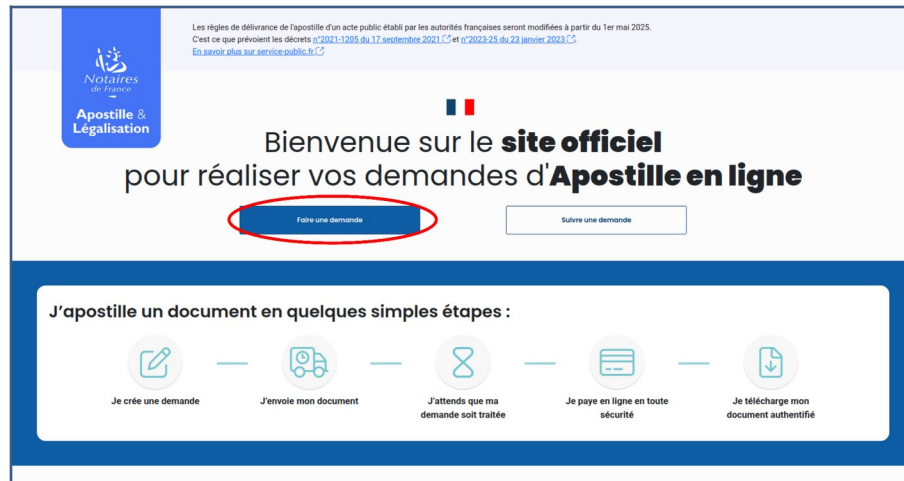 Les règles de délivrance de l'apostille d'un acte public établi par les autorités françaises seront modifiées à partir du 1er mai 2025.
C'est ce que prévoient les décrets n°2021-1205 du 17 septembre 2021 et n°2023-25 du 23 janvier 2023.
En savoir plus sur service-public.fr
Notaires
de France
Apostille &
Légalisation
Bienvenue sur le site officiel
pour réaliser vos demandes d'Apostille en ligne
Faire une demande
Suivre une demande
J'apostille un document en quelques simples étapes :
Je crée une demande
J'envoie mon document
J'attends que ma
demande soit traitée
Je paye en ligne en toute
sécurité
Je télécharge mon
document authentifié